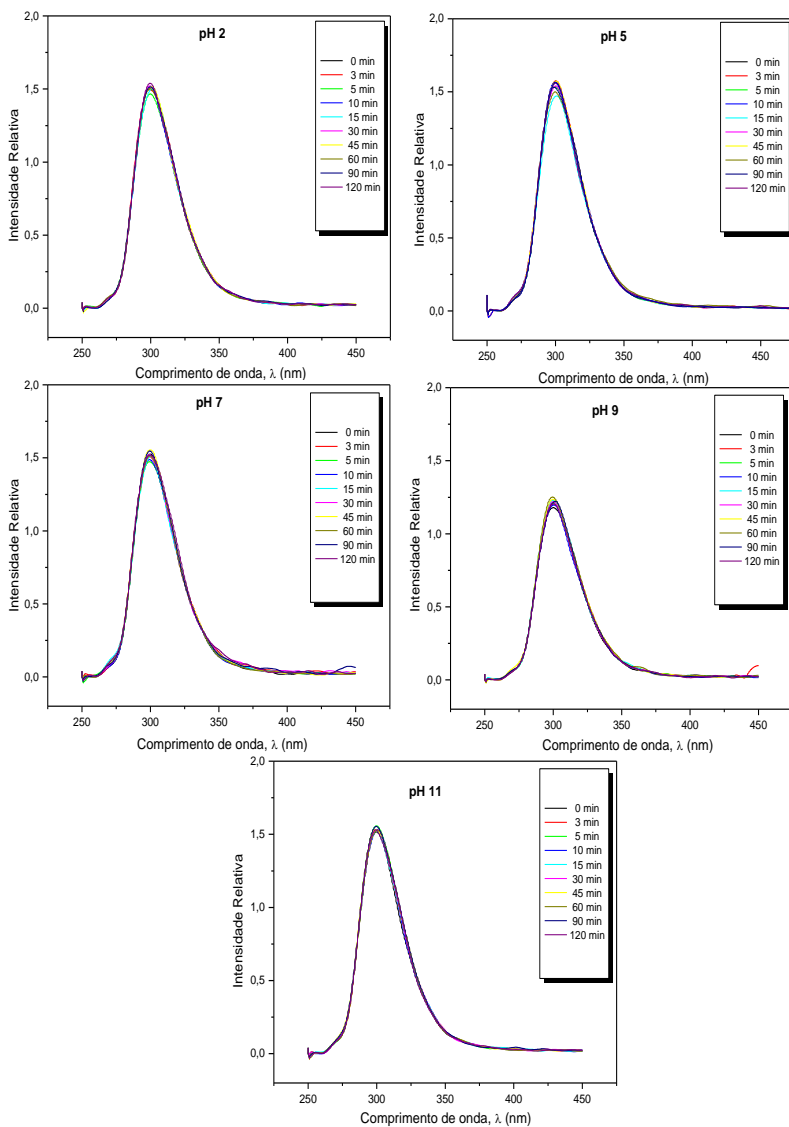 pH 2
2,0
1,5
1,0
0,5
0,0
Intensidade Relativa
0 min
3 min
5 min
10 min
15 min
30 min
45 min
60 min
90 min
120 min
250 300 350 400 450
Comprimento de onda, λ (nm)
pH 5
2,0
1,5
1,0
0,5
0,0
Intensidade Relativa
0 min
3 min
5 min
10 min
15 min
30 min
45 min
60 min
90 min
120 min
250 300 350 400 450
Comprimento de onda, λ (nm)
pH 7
2,0
1,5
1,0
0,5
0,0
Intensidade Relativa
0 min
3 min
5 min
10 min
15 min
30 min
45 min
60 min
90 min
120 min
250 300 350 400 450
Comprimento de onda, λ (nm)
pH 9
2,0
1,5
1,0
0,5
0,0
Intensidade Relativa
0 min
3 min
5 min
10 min
15 min
30 min
45 min
60 min
90 min
120 min
250 300 350 400 450
Comprimento de onda, λ (nm)
pH 11
2,0
1,5
1,0
0,5
0,0
Intensidade Relativa
0 min
3 min
5 min
10 min
15 min
30 min
45 min
60 min
90 min
120 min
250 300 350 400 450
Comprimento de onda, λ (nm)